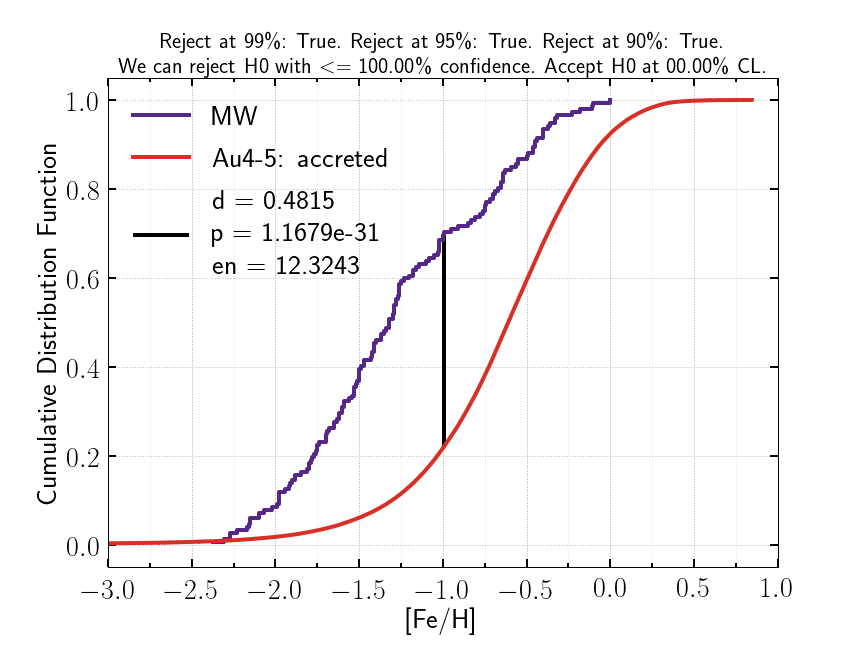 Reject at 99%: True. Reject at 95%: True. Reject at 90%: True.
We can reject H0 with <= 100.00% confidence. Accept H0 at 00.00% CL.
MW
Au4-5: accreted
d = 0.4815
p = 1.1679e-31
en = 12.3243
Cumulative Distribution Function
1.0
0.8
0.6
0.4
0.2
0.0
−3.0 −2.5 −2.0 −1.5 −1.0 −0.5 0.0 0.5 1.0
[Fe/H]